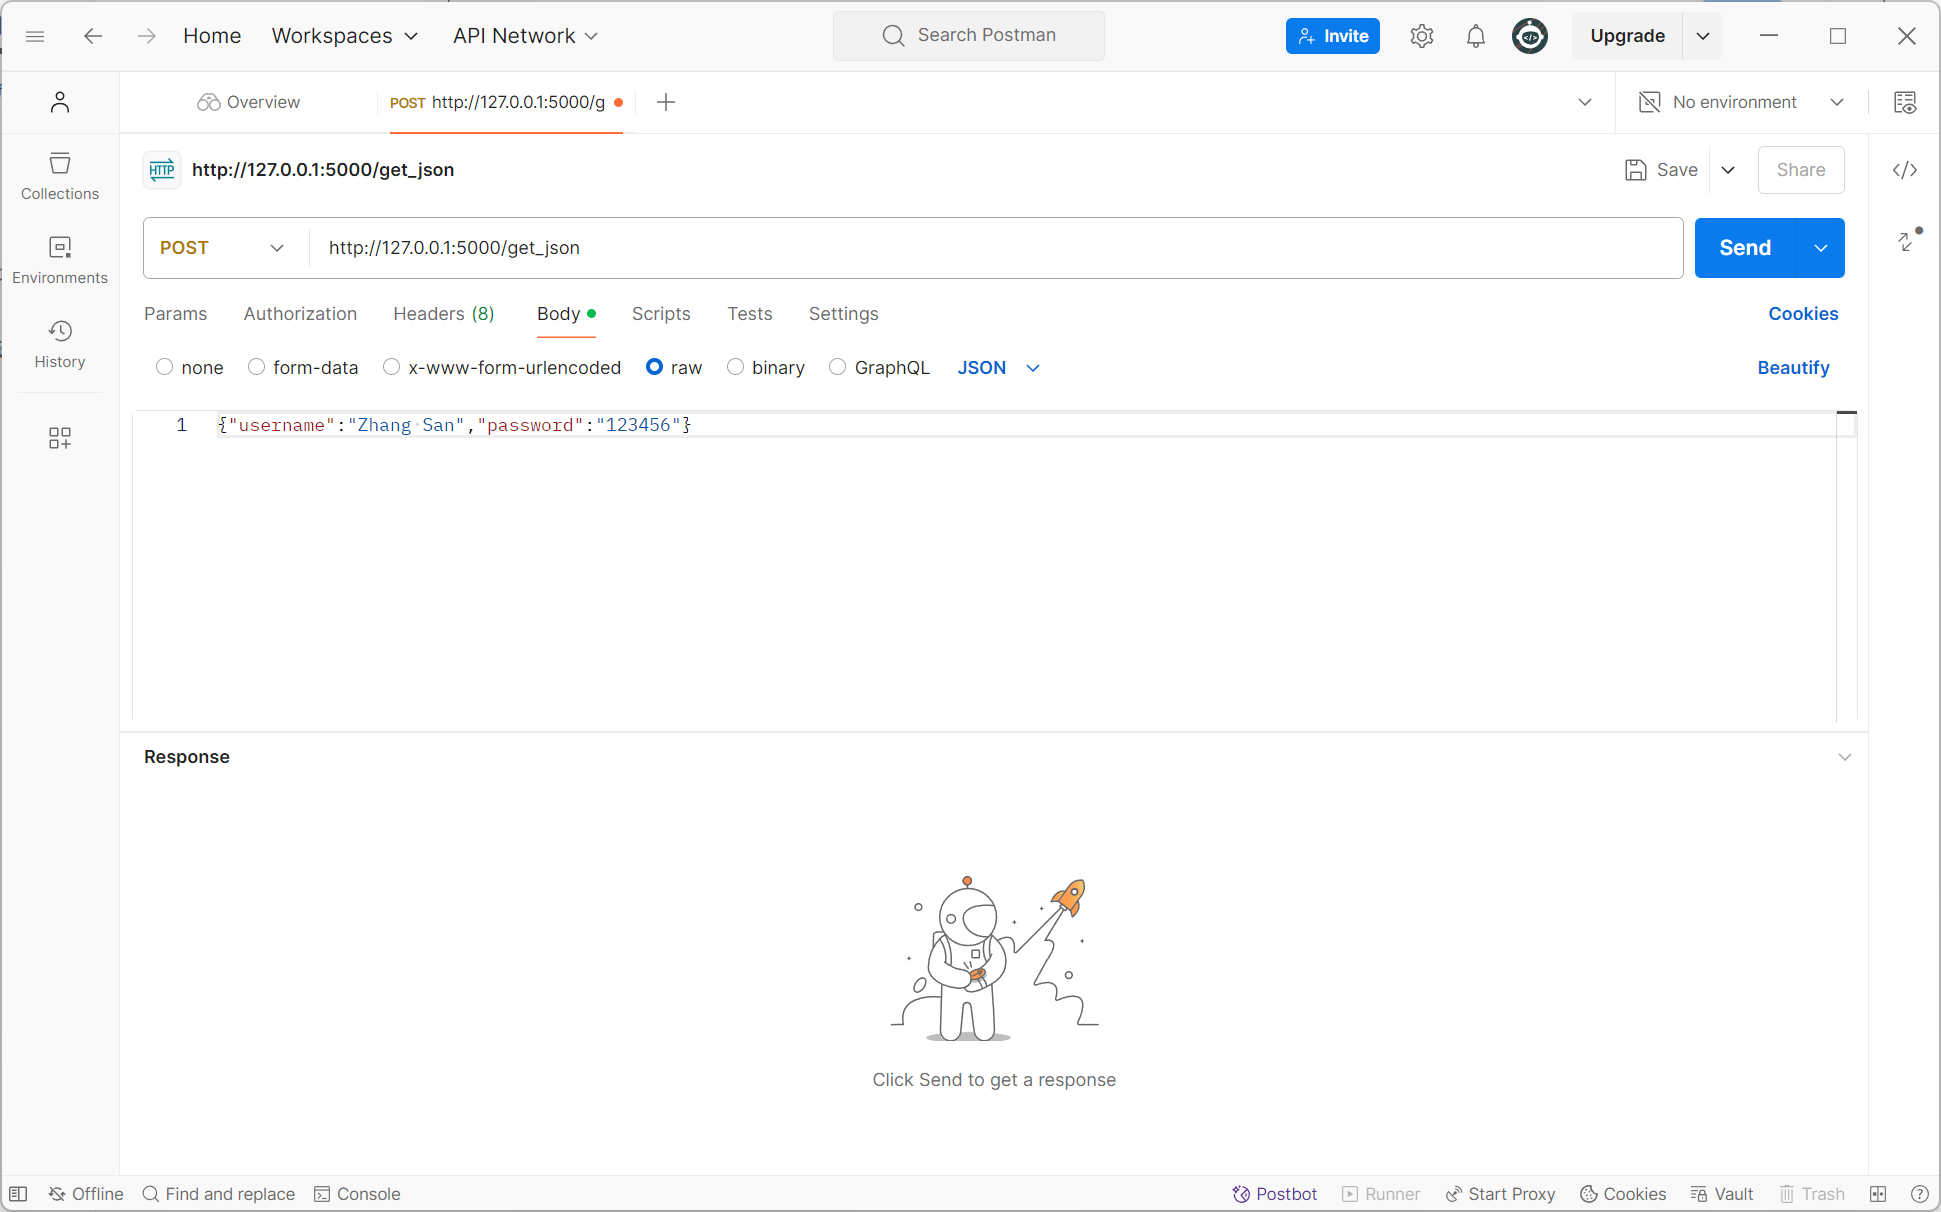 Home Workspaces API Network Search Postman Invite Upgrade
Overview POST http://127.0.0.1:5000/g No environment
HTTP http://127.0.0.1:5000/get_json Save Share
Collections
POST http://127.0.0.1:5000/get_json Send
Environments
Params Authorization Headers (8) Body Scripts Tests Settings Cookies
History
none form-data x-www-form-urlencoded raw binary GraphQL JSON Beautify
1 {"username":"Zhang San","password":"123456"}
Response
Click Send to get a response
Offline Find and replace Console Postbot Runner Start Proxy Cookies Vault Trash